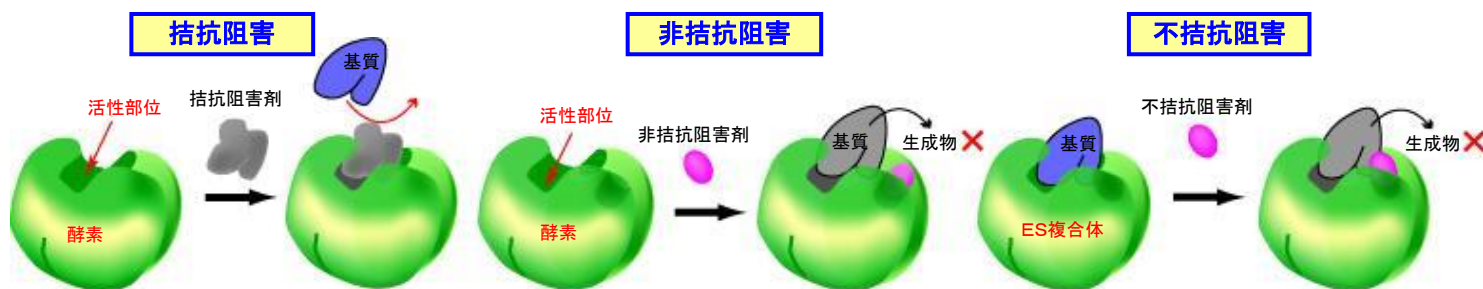 拮抗阻害
活性部位
拮抗阻害剤
基質
酵素
非拮抗阻害
活性部位
非拮抗阻害剤
基質
生成物
酵素
不拮抗阻害
基質
不拮抗阻害剤
生成物
基質
ES複合体